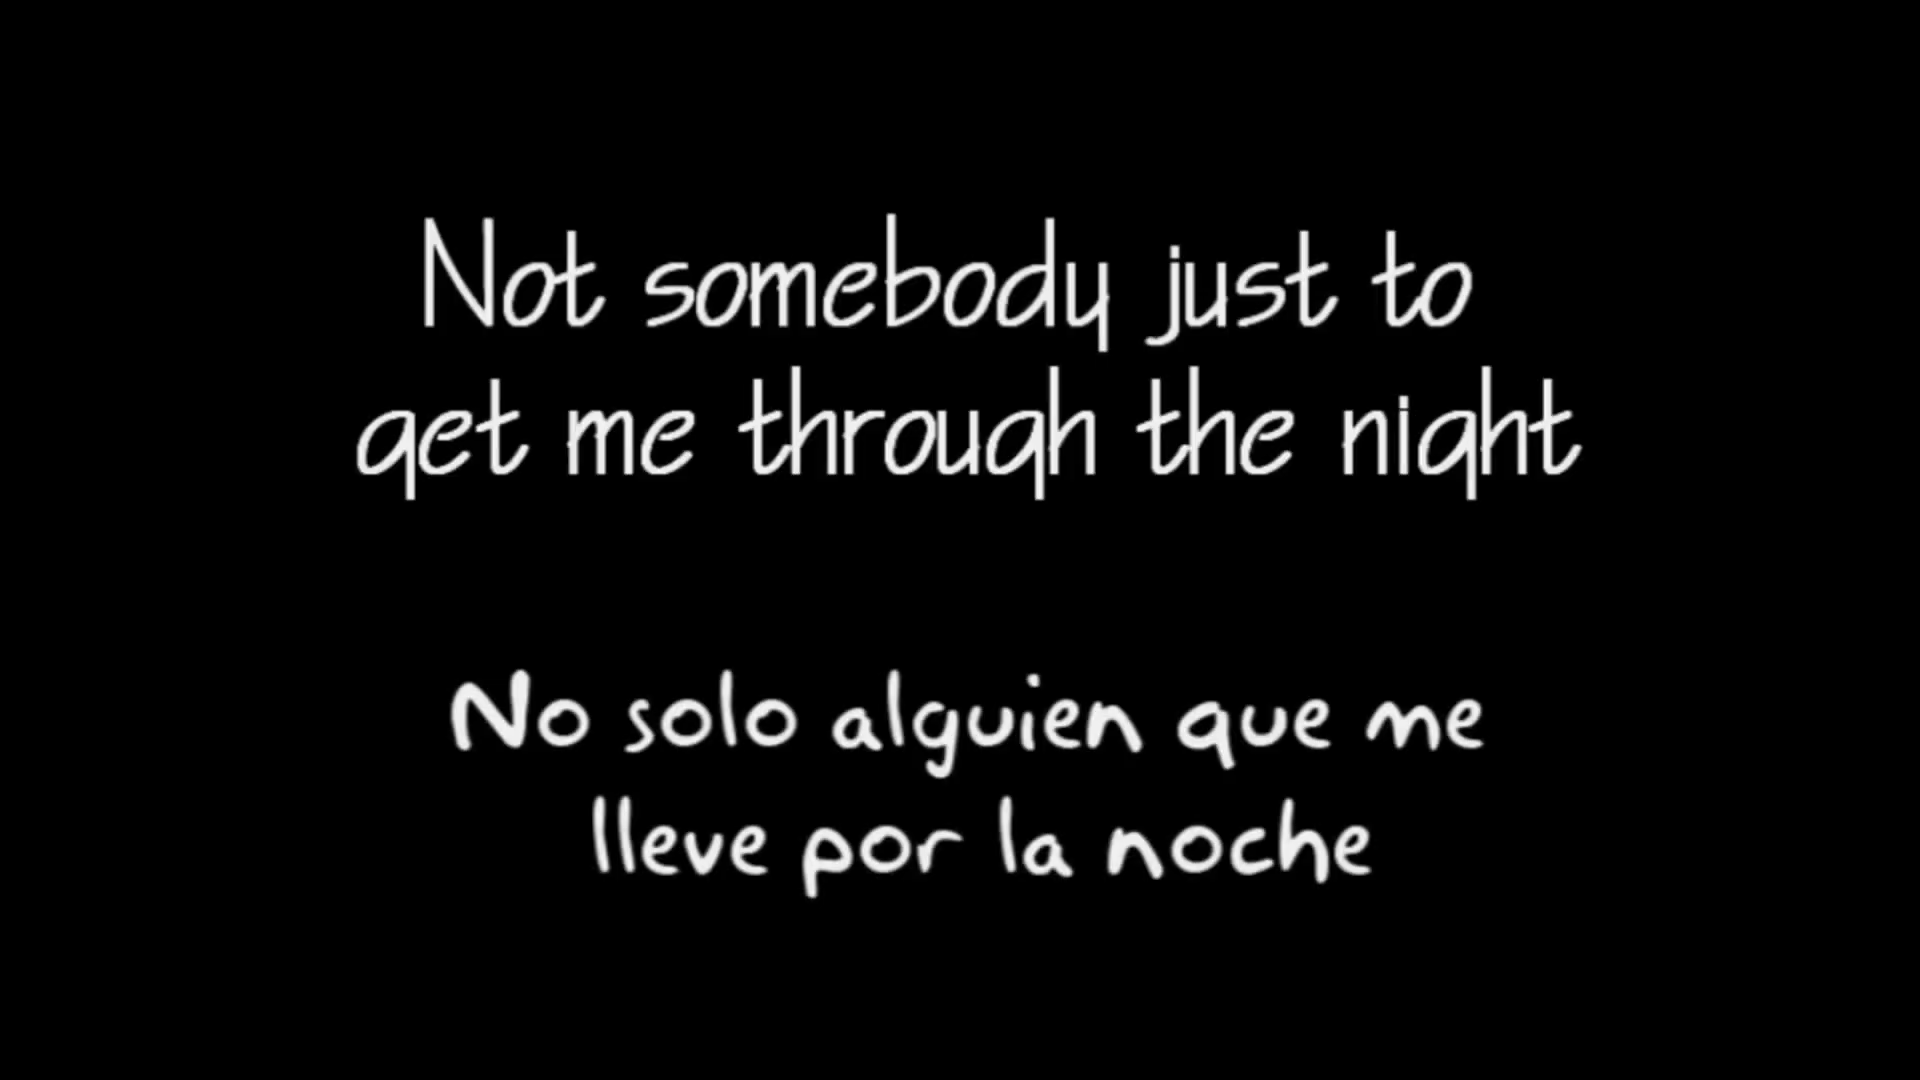 Not somebody just to
get me through the night
No solo alguien que me
lleve por la noche